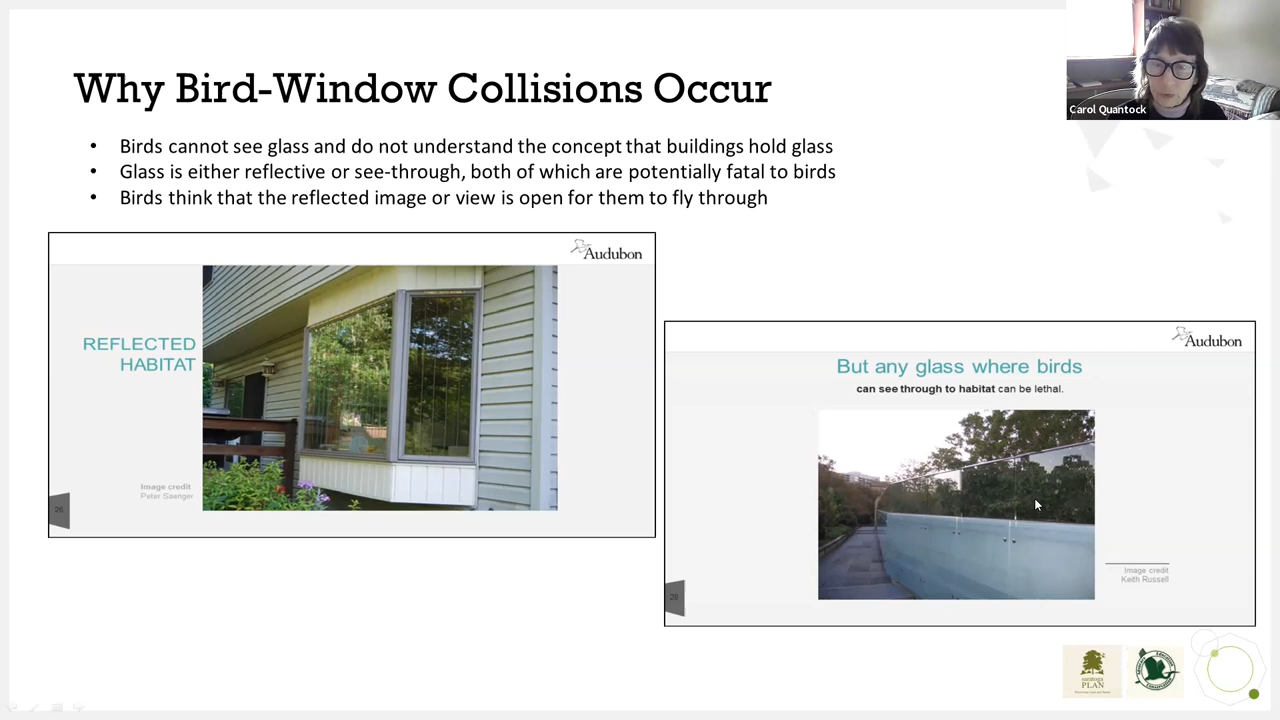 Why Bird-Window Collisions Occur
Carol Quantock
• Birds cannot see glass and do not understand the concept that buildings hold glass
• Glass is either reflective or see-through, both of which are potentially fatal to birds
• Birds think that the reflected image or view is open for them to fly through
Audubon
REFLECTED
HABITAT
Image credit
Peter Saenger
26
Audubon
But any glass where birds
can see through to habitat can be lethal.
Image credit
Keith Russell
29
saratoga
PLAN